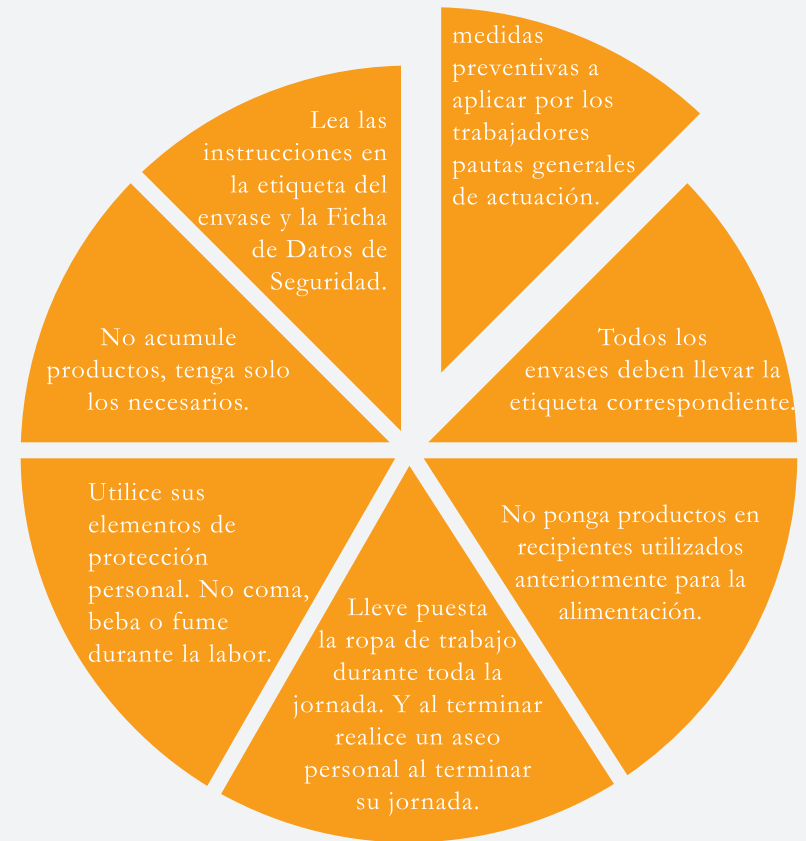 medidas
preventivas a
aplicar por los
trabajadores
pautas generales
de actuación.
Todos los
envases deben llevar la
etiqueta correspondiente.
No ponga productos en
recipientes utilizados
anteriormente para la
alimentación.
Lleve puesta
la ropa de trabajo
durante toda la
jornada. Y al terminar
realice un aseo
personal al terminar
su jornada.
Utilice sus
elementos de
protección
personal. No coma,
beba o fume
durante la labor.
No acumule
productos, tenga solo
los necesarios.
Lea las
instrucciones en
la etiqueta del
envase y la Ficha
de Datos de
Seguridad.